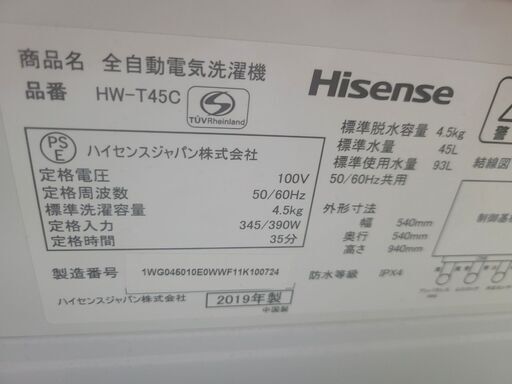 商品名 全自動電気洗濯機
品番 HW-T45C
TÜVRheinland
Hisense
PS
E
ハイセンスジャパン株式会社
定格電圧 100V
定格周波数 50/60Hz
標準洗濯容量 4.5kg
定格入力 345/390W
定格時間 35分
製造番号 1WG046010E0WWF11K100724
ハイセンスジャパン株式会社 2019年製
中国製
標準脱水容量 4.5kg
標準水量 45L
標準使用水量 93L
50/60Hz共用
外形寸法
幅 540mm
奥行 540mm
高さ 940mm
防水等級 IPX4
警
結線図
制御基